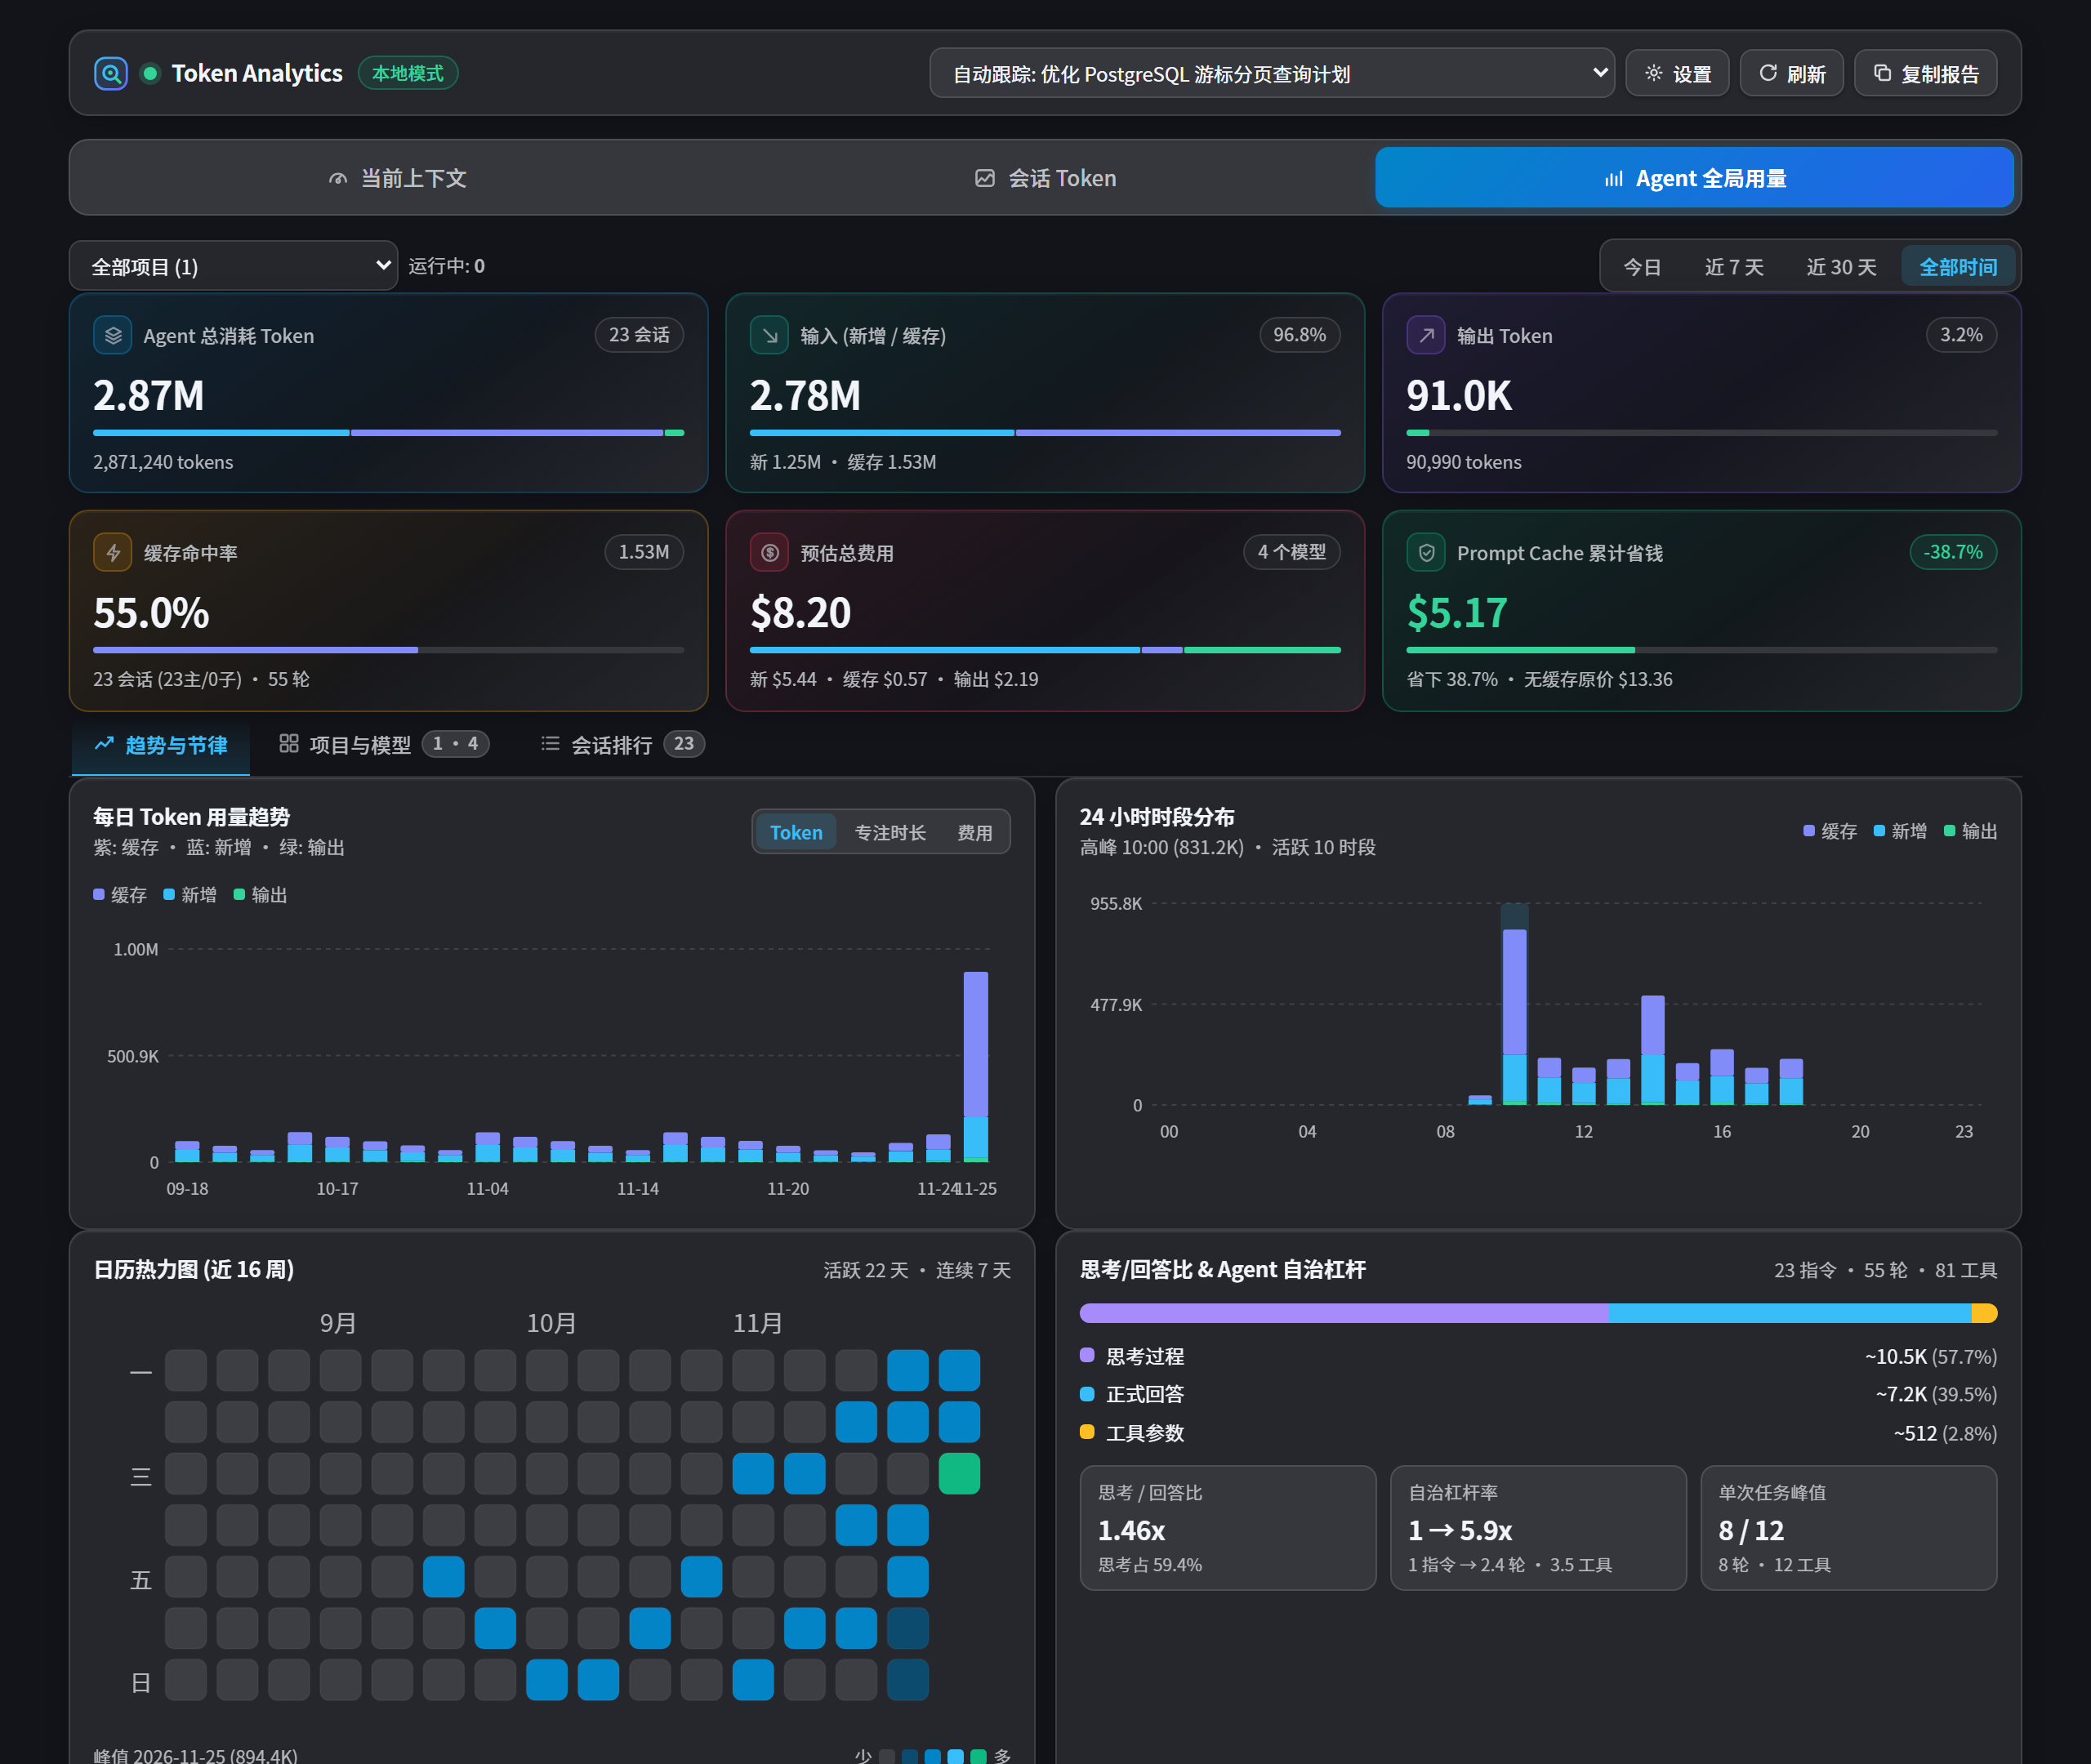 Token Analytics 本地模式 自动跟踪: 优化 PostgreSQL 游标分页查询计划 设置 刷新 复制报告
当前上下文 会话 Token Agent 全局用量
全部项目 (1) 运行中: 0 今日 近 7 天 近 30 天 全部时间
Agent 总消耗 Token 23 会话
2.87M
2,871,240 tokens
输入 (新增 / 缓存) 96.8%
2.78M
新 1.25M • 缓存 1.53M
输出 Token 3.2%
91.0K
90,990 tokens
缓存命中率 1.53M
55.0%
23 会话 (23主/0子) • 55 轮
预估总费用 4 个模型
$8.20
新 $5.44 • 缓存 $0.57 • 输出 $2.19
Prompt Cache 累计省钱 -38.7%
$5.17
省下 38.7% • 无缓存原价 $13.36
趋势与节律 项目与模型 1 • 4 会话排行 23
每日 Token 用量趋势
紫: 缓存 • 蓝: 新增 • 绿: 输出
Token 专注时长 费用
缓存 新增 输出
1.00M
500.9K
0
09-18 10-17 11-04 11-14 11-20 11-24 11-25
24 小时时段分布
高峰 10:00 (831.2K) • 活跃 10 时段
缓存 新增 输出
955.8K
477.9K
0
00 04 08 12 16 20 23
日历热力图 (近 16 周) 活跃 22 天 • 连续 7 天
9月 10月 11月
一
三
五
日
峰值 2026-11-25 (894.4K) 少 多
思考/回答比 & Agent 自治杠杆 23 指令 • 55 轮 • 81 工具
思考过程 ~10.5K (57.7%)
正式回答 ~7.2K (39.5%)
工具参数 ~512 (2.8%)
思考 / 回答比
1.46x
思考占 59.4%
自治杠杆率
1 → 5.9x
1 指令 → 2.4 轮 • 3.5 工具
单次任务峰值
8 / 12
8 轮 • 12 工具